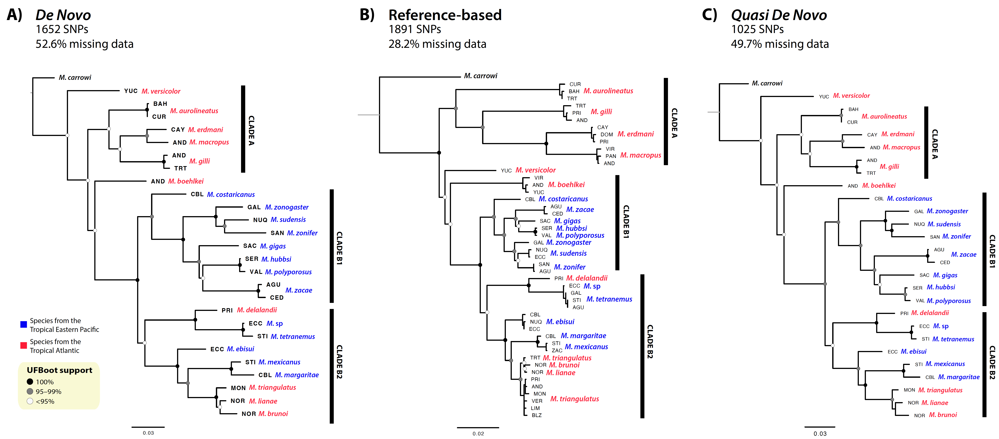 A) De Novo
1652 SNPs
52.6% missing data
M. carrowi
YUC M. versicolor
BAH
M. aurolineatus
CUR
CAY M. erdmani
AND M. macropus
AND
M. gilli
TRT
CLADE A
AND M. boehlkei
CBL M. costaricanus
GAL M. zonogaster
NUQ M. sudensis
SAN M. zonifer
SAC M. gigas
SER M. hubbsi
VAL M. polyporosus
AGU
M. zacae
CED
CLADE B1
PRI M. delalandii
ECC M. sp
STI M. tetranemus
ECC M. ebisui
STI M. mexicanus
CBL M. margaritae
MON M. triangulatus
NOR M. lianae
NOR M. brunoi
CLADE B2
Species from the
Tropical Eastern Pacific
Species from the
Tropical Atlantic
UFBoot support
100%
95–99%
<95%
0.03
B) Reference-based
1891 SNPs
28.2% missing data
M. carrowi
CUR
BAH M. aurolineatus
TRT
TRT
PRI M. gilli
AND
CAY
DOM M. erdmani
PRI
VIR
PAN M. macropus
AND
CLADE A
YUC M. versicolor
VIR
AND M. boehlkei
YUC
CBL M. costaricanus
AGU
M. zacae
CED
SAC M. gigas
SER M. hubbsi
VAL M. polyporosus
GAL M. zonogaster
NUQ
M. sudensis
ECC
SAN
M. zonifer
AGU
CLADE B1
PRI M. delalandii
ECC M. sp
GAL
STI M. tetranemus
AGU
CBL
NUQ M. ebisui
ECC
CBL M. margaritae
STI
M. mexicanus
ZAC
TRT M. triangulatus
NOR M. brunoi
NOR M. lianae
PRI
AND
MON
M. triangulatus
VER
LIM
BLZ
CLADE B2
0.02
C) Quasi De Novo
1025 SNPs
49.7% missing data
M. carrowi
YUC M. versicolor
BAH
M. aurolineatus
CUR
CAY M. erdmani
AND M. macropus
AND
M. gilli
TRT
CLADE A
AND M. boehlkei
CBL M. costaricanus
GAL M. zonogaster
NUQ M. sudensis
SAN M. zonifer
AGU
M. zacae
CED
SAC M. gigas
SER M. hubbsi
VAL M. polyporosus
CLADE B1
PRI M. delalandii
ECC M. sp
STI M. tetranemus
ECC M. ebisui
STI M. mexicanus
CBL M. margaritae
MON M. triangulatus
NOR M. lianae
NOR M. brunoi
CLADE B2
0.03